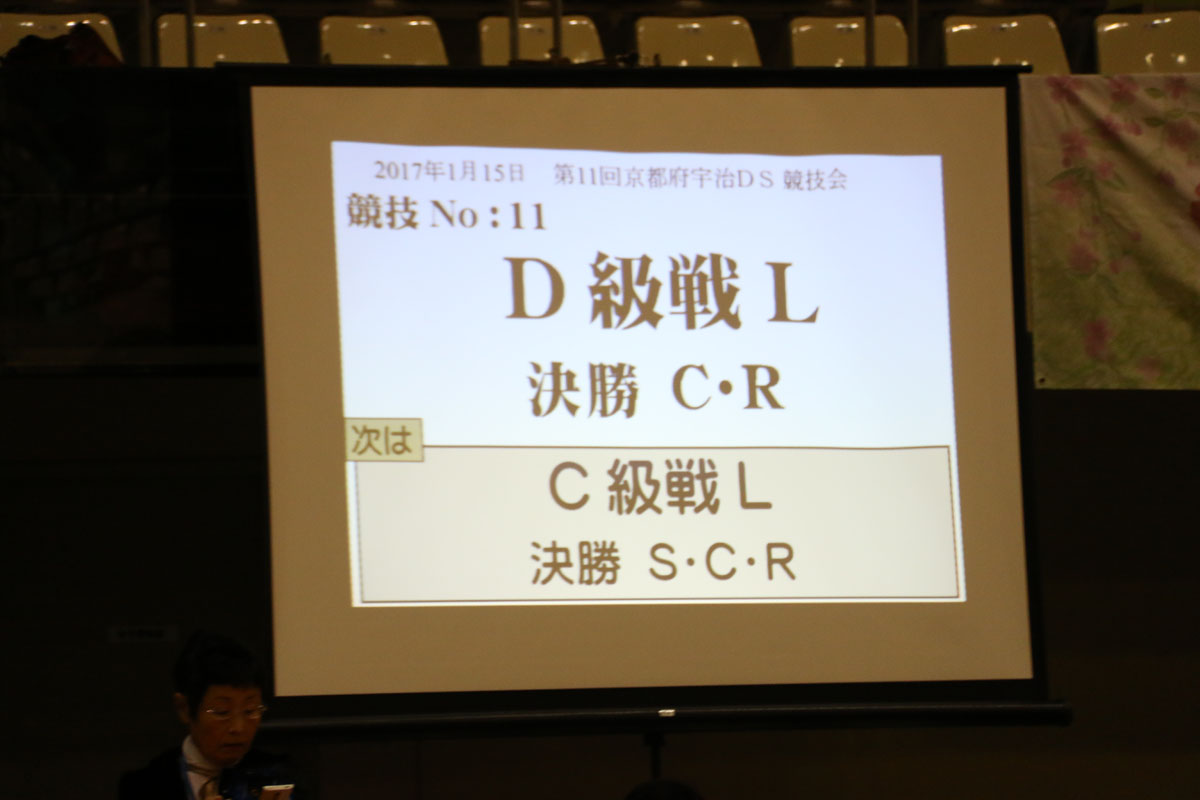 2017年1月15日 第11回京都府宇治DS 競技会
競技 No:11
D 級戦 L
決勝 C・R
次は
C 級戦 L
決勝 S・C・R